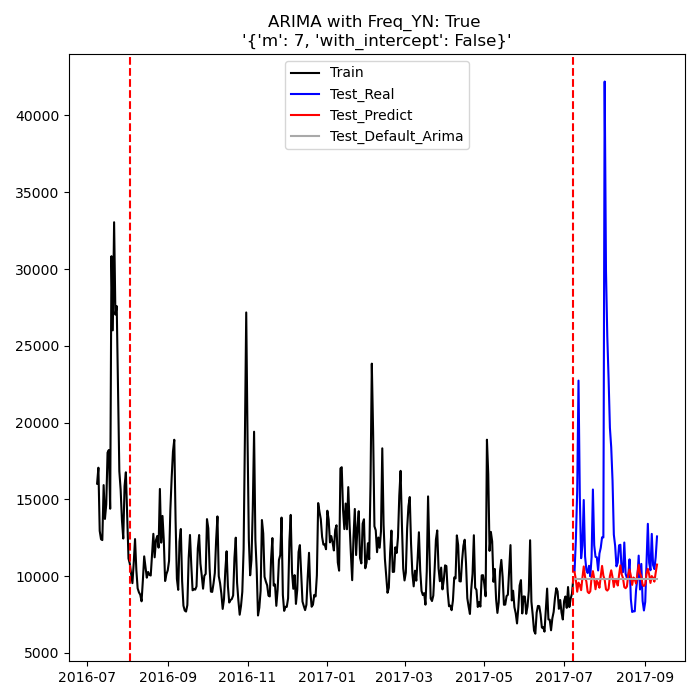 ARIMA with Freq_YN: True
'{'m': 7, 'with_intercept': False}'
Train
Test_Real
Test_Predict
Test_Default_Arima
40000
35000
30000
25000
20000
15000
10000
5000
2016-07 2016-09 2016-11 2017-01 2017-03 2017-05 2017-07 2017-09